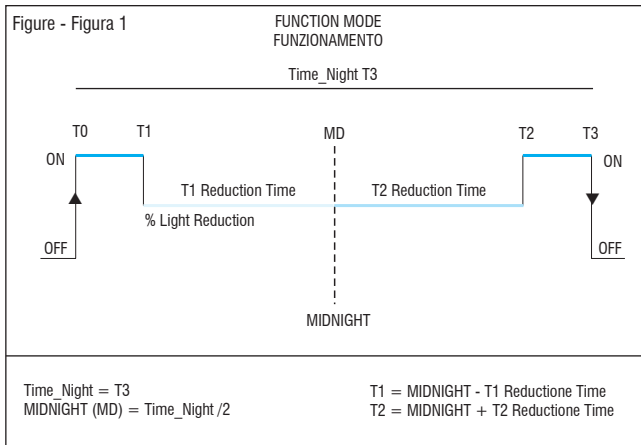 Figure - Figura 1
FUNCTION MODE
FUNZIONAMENTO
Time_Night T3
T0 T1 MD T2 T3
ON ON
T1 Reduction Time T2 Reduction Time
% Light Reduction
OFF OFF
MIDNIGHT
Time_Night = T3
MIDNIGHT (MD) = Time_Night /2
T1 = MIDNIGHT - T1 Reductione Time
T2 = MIDNIGHT + T2 Reductione Time